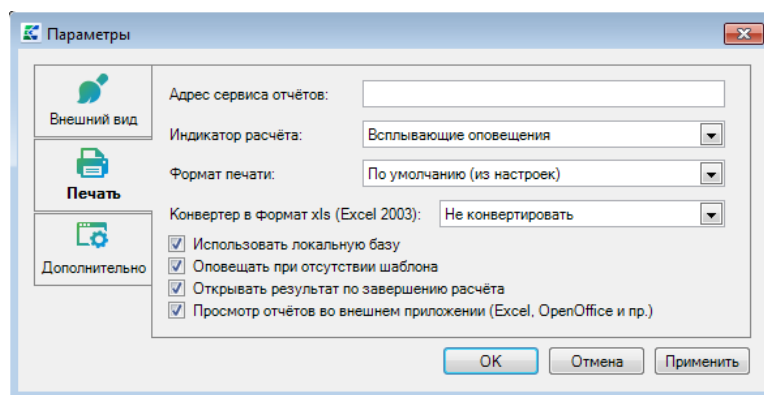 Параметры
Внешний вид
Печать
Дополнительно
Адрес сервиса отчётов:
Индикатор расчёта: Всплывающие оповещения
Формат печати: По умолчанию (из настроек)
Конвертер в формат xls (Excel 2003): Не конвертировать
Использовать локальную базу
Оповещать при отсутствии шаблона
Открывать результат по завершению расчёта
Просмотр отчётов во внешнем приложении (Excel, OpenOffice и пр.)
OK Отмена Применить